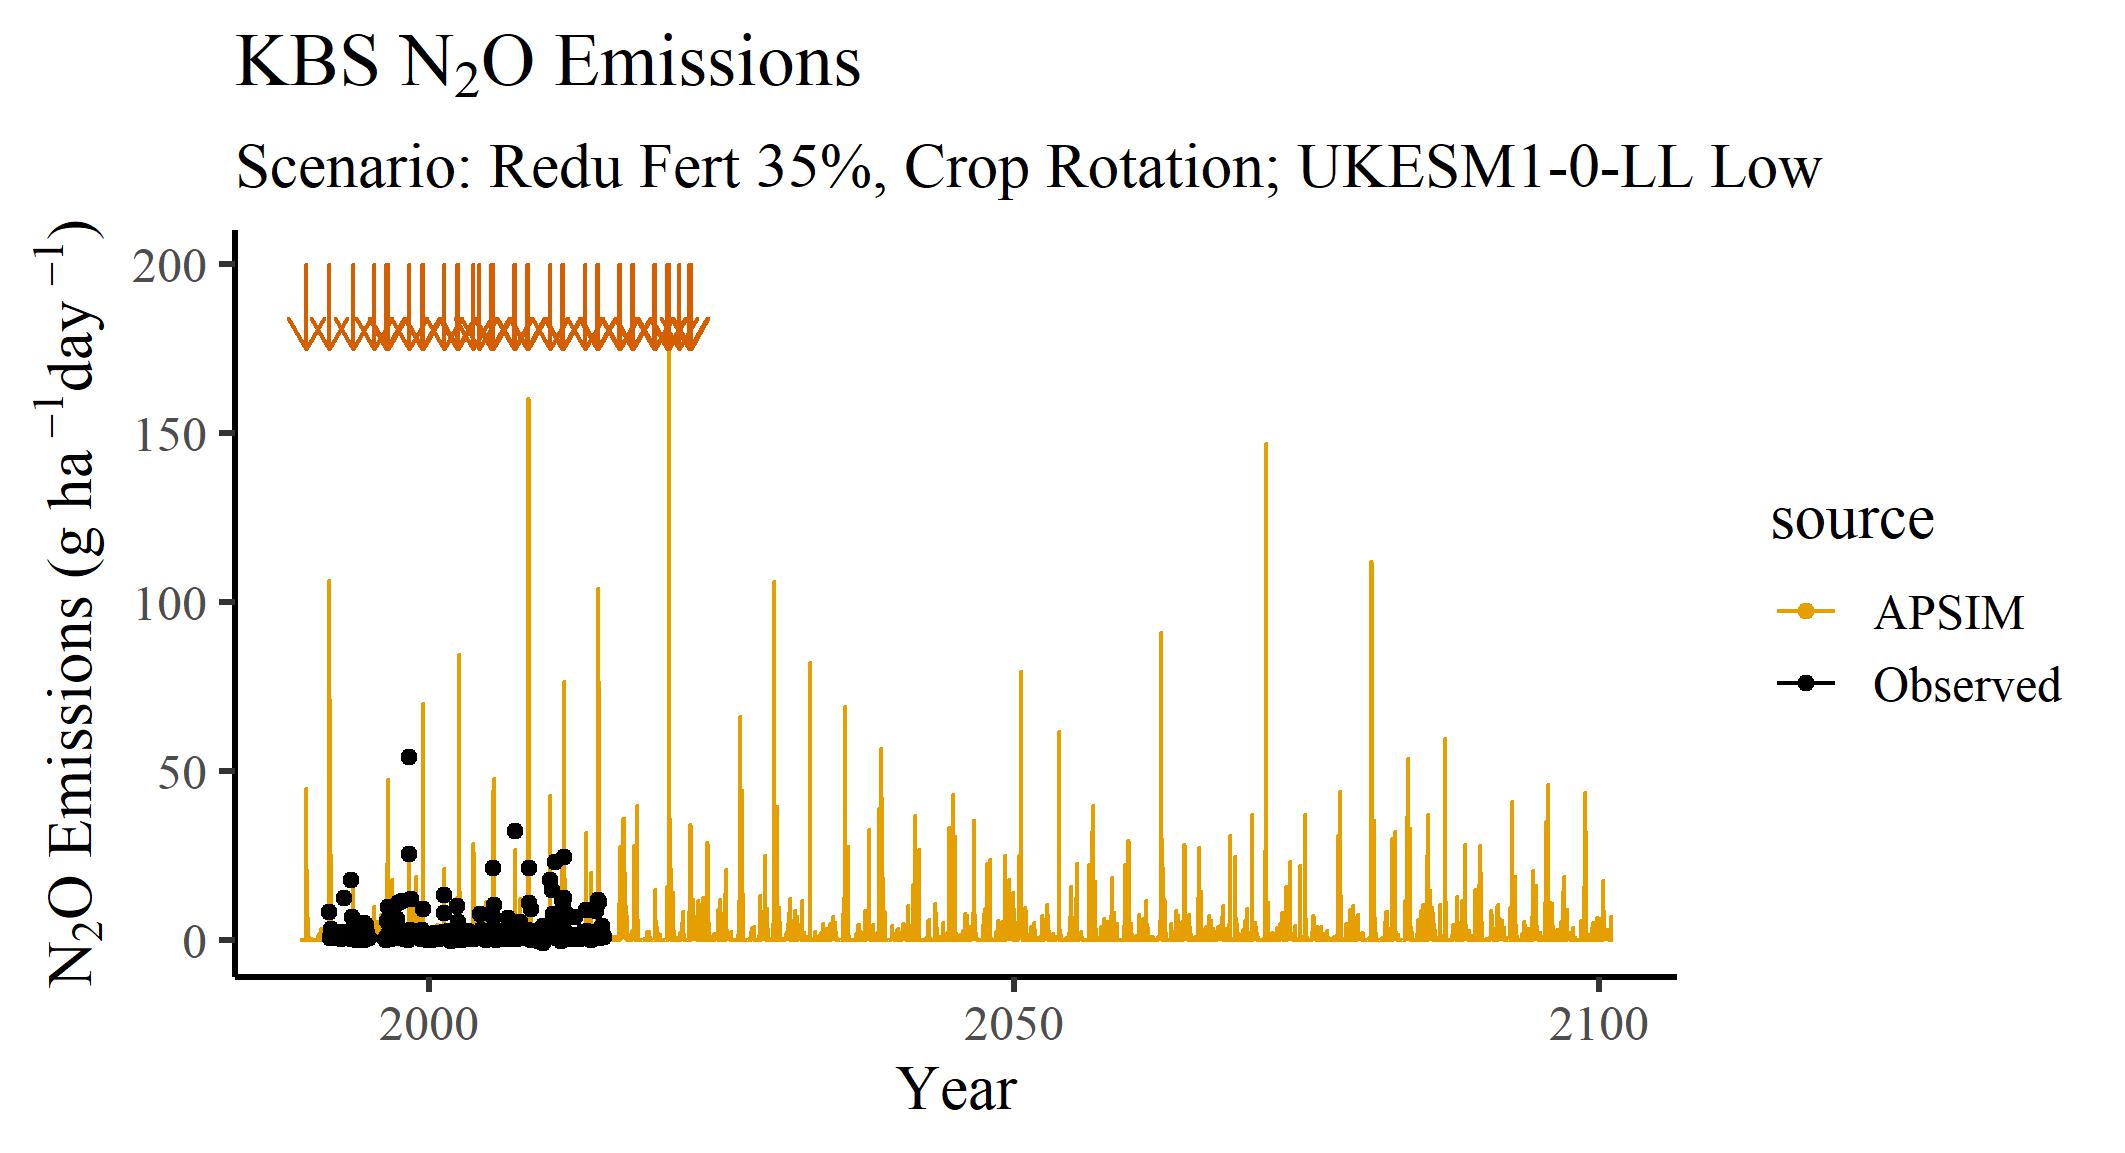 KBS N₂O Emissions
Scenario: Redu Fert 35%, Crop Rotation; UKESM1-0-LL Low
N₂O Emissions (g ha ⁻¹day ⁻¹)
200
150
100
50
0
2000 2050 2100
Year
source
APSIM
Observed